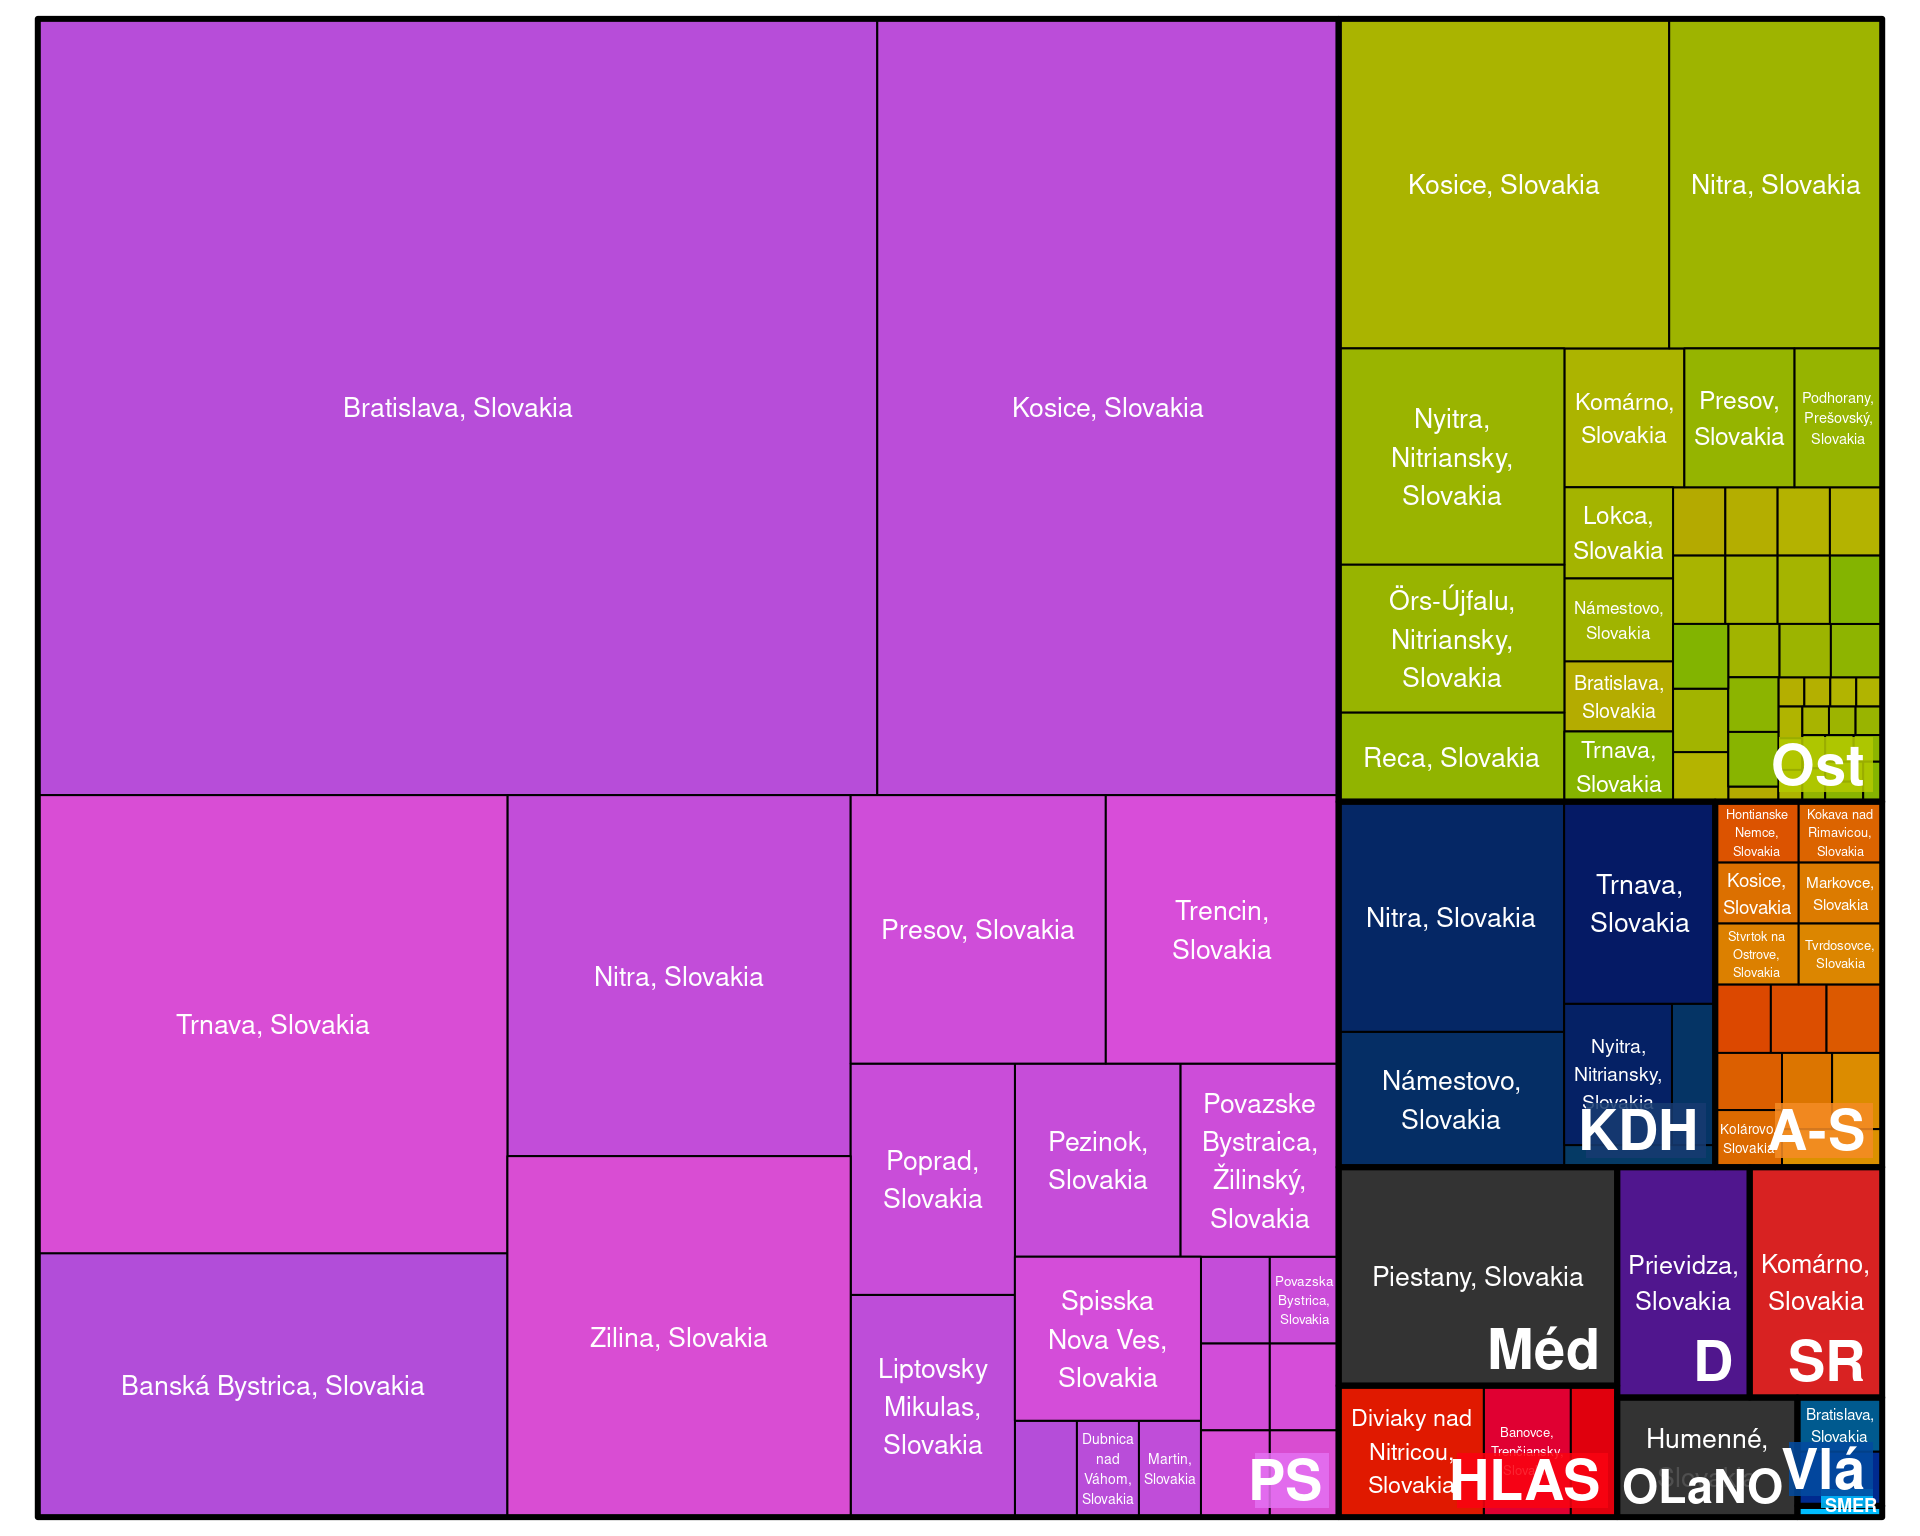 Bratislava, Slovakia
Kosice, Slovakia
Trnava, Slovakia
Banská Bystrica, Slovakia
Nitra, Slovakia
Zilina, Slovakia
Presov, Slovakia
Trencin,
Slovakia
Poprad,
Slovakia
Liptovsky
Mikulas,
Slovakia
Pezinok,
Slovakia
Povazske
Bystraica,
Žilinský,
Slovakia
Spisska
Nova Ves,
Slovakia
Povazska
Bystrica,
Slovakia
Dubnica
nad
Váhom,
Slovakia
Martin,
Slovakia
PS
Kosice, Slovakia
Nitra, Slovakia
Nyitra,
Nitriansky,
Slovakia
Örs-Újfalu,
Nitriansky,
Slovakia
Reca, Slovakia
Komárno,
Slovakia
Presov,
Slovakia
Podhorany,
Prešovský,
Slovakia
Lokca,
Slovakia
Námestovo,
Slovakia
Bratislava,
Slovakia
Trnava,
Slovakia
Ost
Nitra, Slovakia
Námestovo,
Slovakia
Trnava,
Slovakia
Nyitra,
Nitriansky,
Slovakia
KDH
Hontianske
Nemce,
Slovakia
Kokava nad
Rimavicou,
Slovakia
Kosice,
Slovakia
Markovce,
Slovakia
Stvrtok na
Ostrove,
Slovakia
Tvrdosovce,
Slovakia
Kolárovo,
Slovakia
A-S
Piestany, Slovakia
Méd
Prievidza,
Slovakia
D
Komárno,
Slovakia
SR
Diviaky nad
Nitricou,
Slovakia
Banovce,
Trenčiansky,
Slovakia
HLAS
Humenné,
Slovakia
OLaNO
Bratislava,
Slovakia
Vlá
SMER